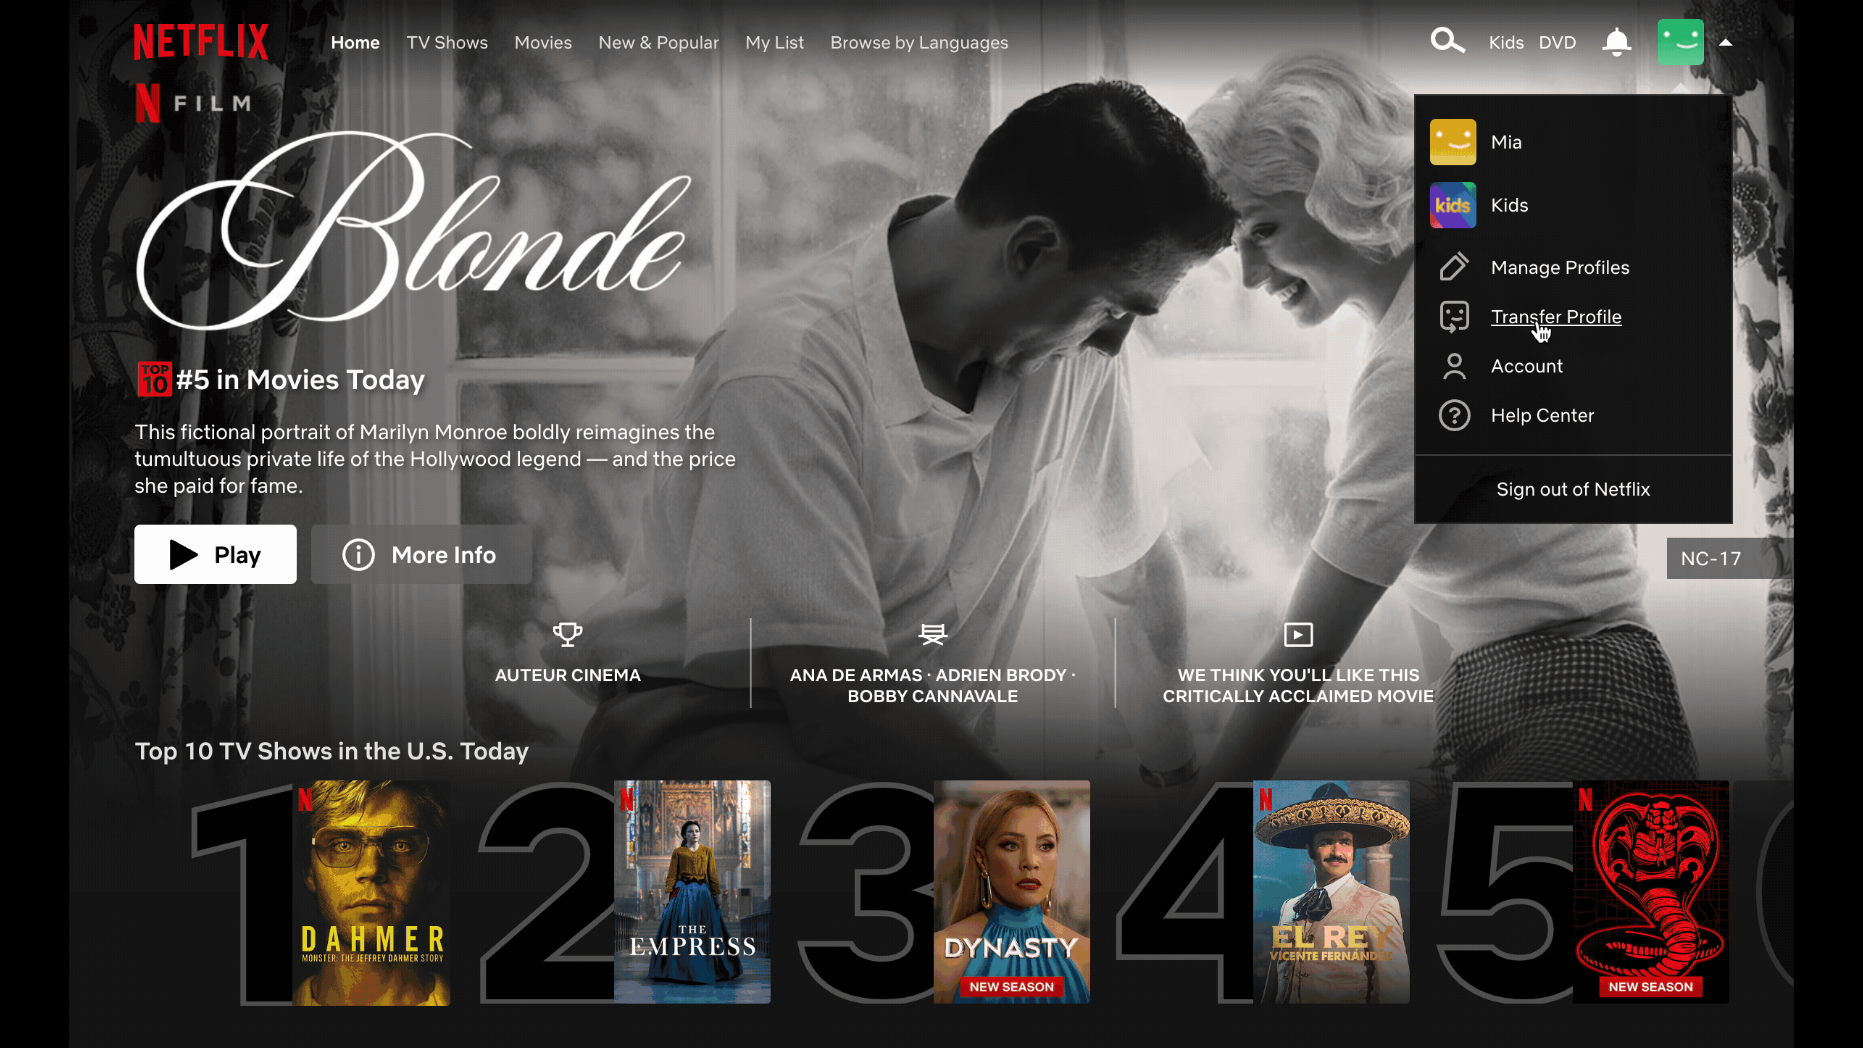 NETFLIX
Home TV Shows Movies New & Popular My List Browse by Languages
Kids DVD
N FILM
Blonde
TOP
10
#5 in Movies Today
This fictional portrait of Marilyn Monroe boldly reimagines the
tumultuous private life of the Hollywood legend — and the price
she paid for fame.
Play
More Info
Mia
kids
Kids
Manage Profiles
Transfer Profile
Account
? Help Center
Sign out of Netflix
NC-17
AUTEUR CINEMA
ANA DE ARMAS · ADRIEN BRODY ·
BOBBY CANNAVALE
WE THINK YOU'LL LIKE THIS
CRITICALLY ACCLAIMED MOVIE
Top 10 TV Shows in the U.S. Today
1
N
DAHMER
MONSTER: THE JEFFREY DAHMER STORY
2
N
THE
EMPRESS
3
DYNASTY
NEW SEASON
4
N
EL REY
VICENTE FERNÁNDEZ
5
N
NEW SEASON